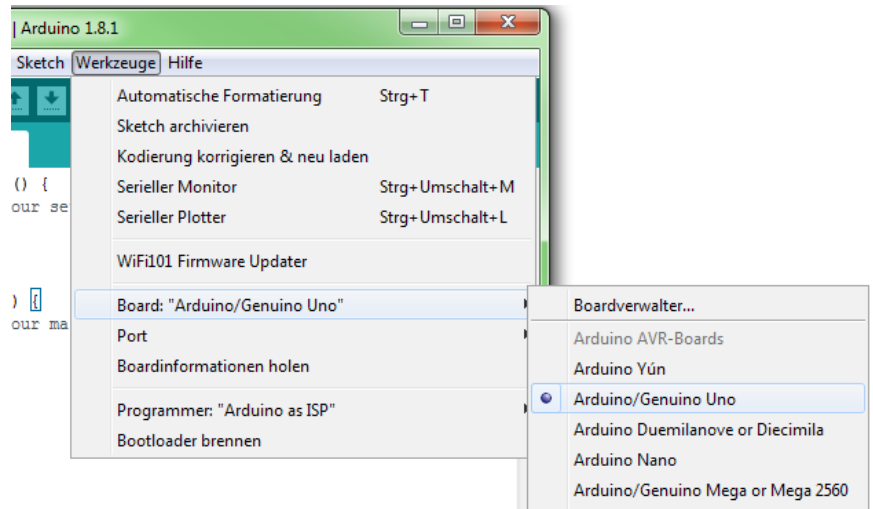 | Arduino 1.8.1
Sketch Werkzeuge Hilfe
Automatische Formatierung Strg+T
Sketch archivieren
Kodierung korrigieren & neu laden
() {
Serieller Monitor Strg+Umschalt+M
our se
Serieller Plotter Strg+Umschalt+L
WiFi101 Firmware Updater
) {
Board: "Arduino/Genuino Uno"
our ma
Port
Boardinformationen holen
Programmer: "Arduino as ISP"
Bootloader brennen
Boardverwalter...
Arduino AVR-Boards
Arduino Yún
Arduino/Genuino Uno
Arduino Duemilanove or Diecimila
Arduino Nano
Arduino/Genuino Mega or Mega 2560